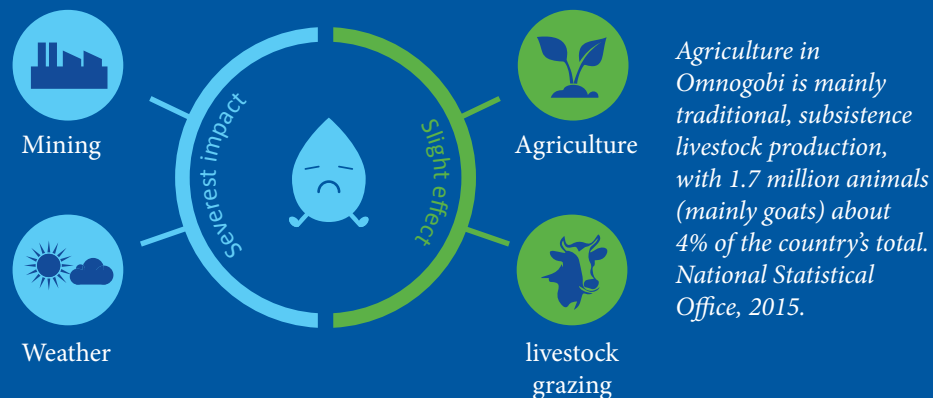 Mining
Weather
Severest impact
Slight effect
Agriculture
livestock
grazing
Agriculture in
Omnogobi is mainly
traditional, subsistence
livestock production,
with 1.7 million animals
(mainly goats) about
4% of the country's total.
National Statistical
Office, 2015.